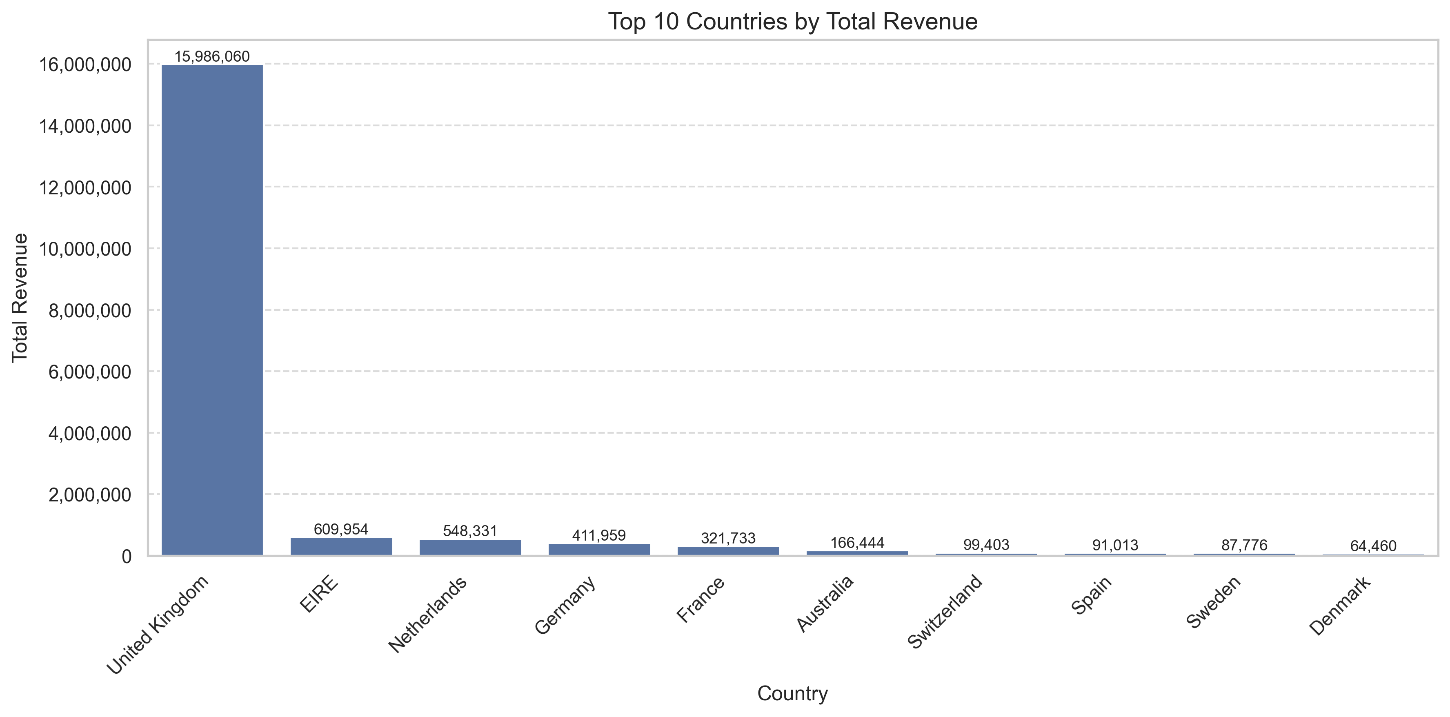 Top 10 Countries by Total Revenue
Total Revenue
16,000,000
14,000,000
12,000,000
10,000,000
8,000,000
6,000,000
4,000,000
2,000,000
0
15,986,060
609,954
548,331
411,959
321,733
166,444
99,403
91,013
87,776
64,460
United Kingdom
EIRE
Netherlands
Germany
France
Australia
Switzerland
Spain
Sweden
Denmark
Country